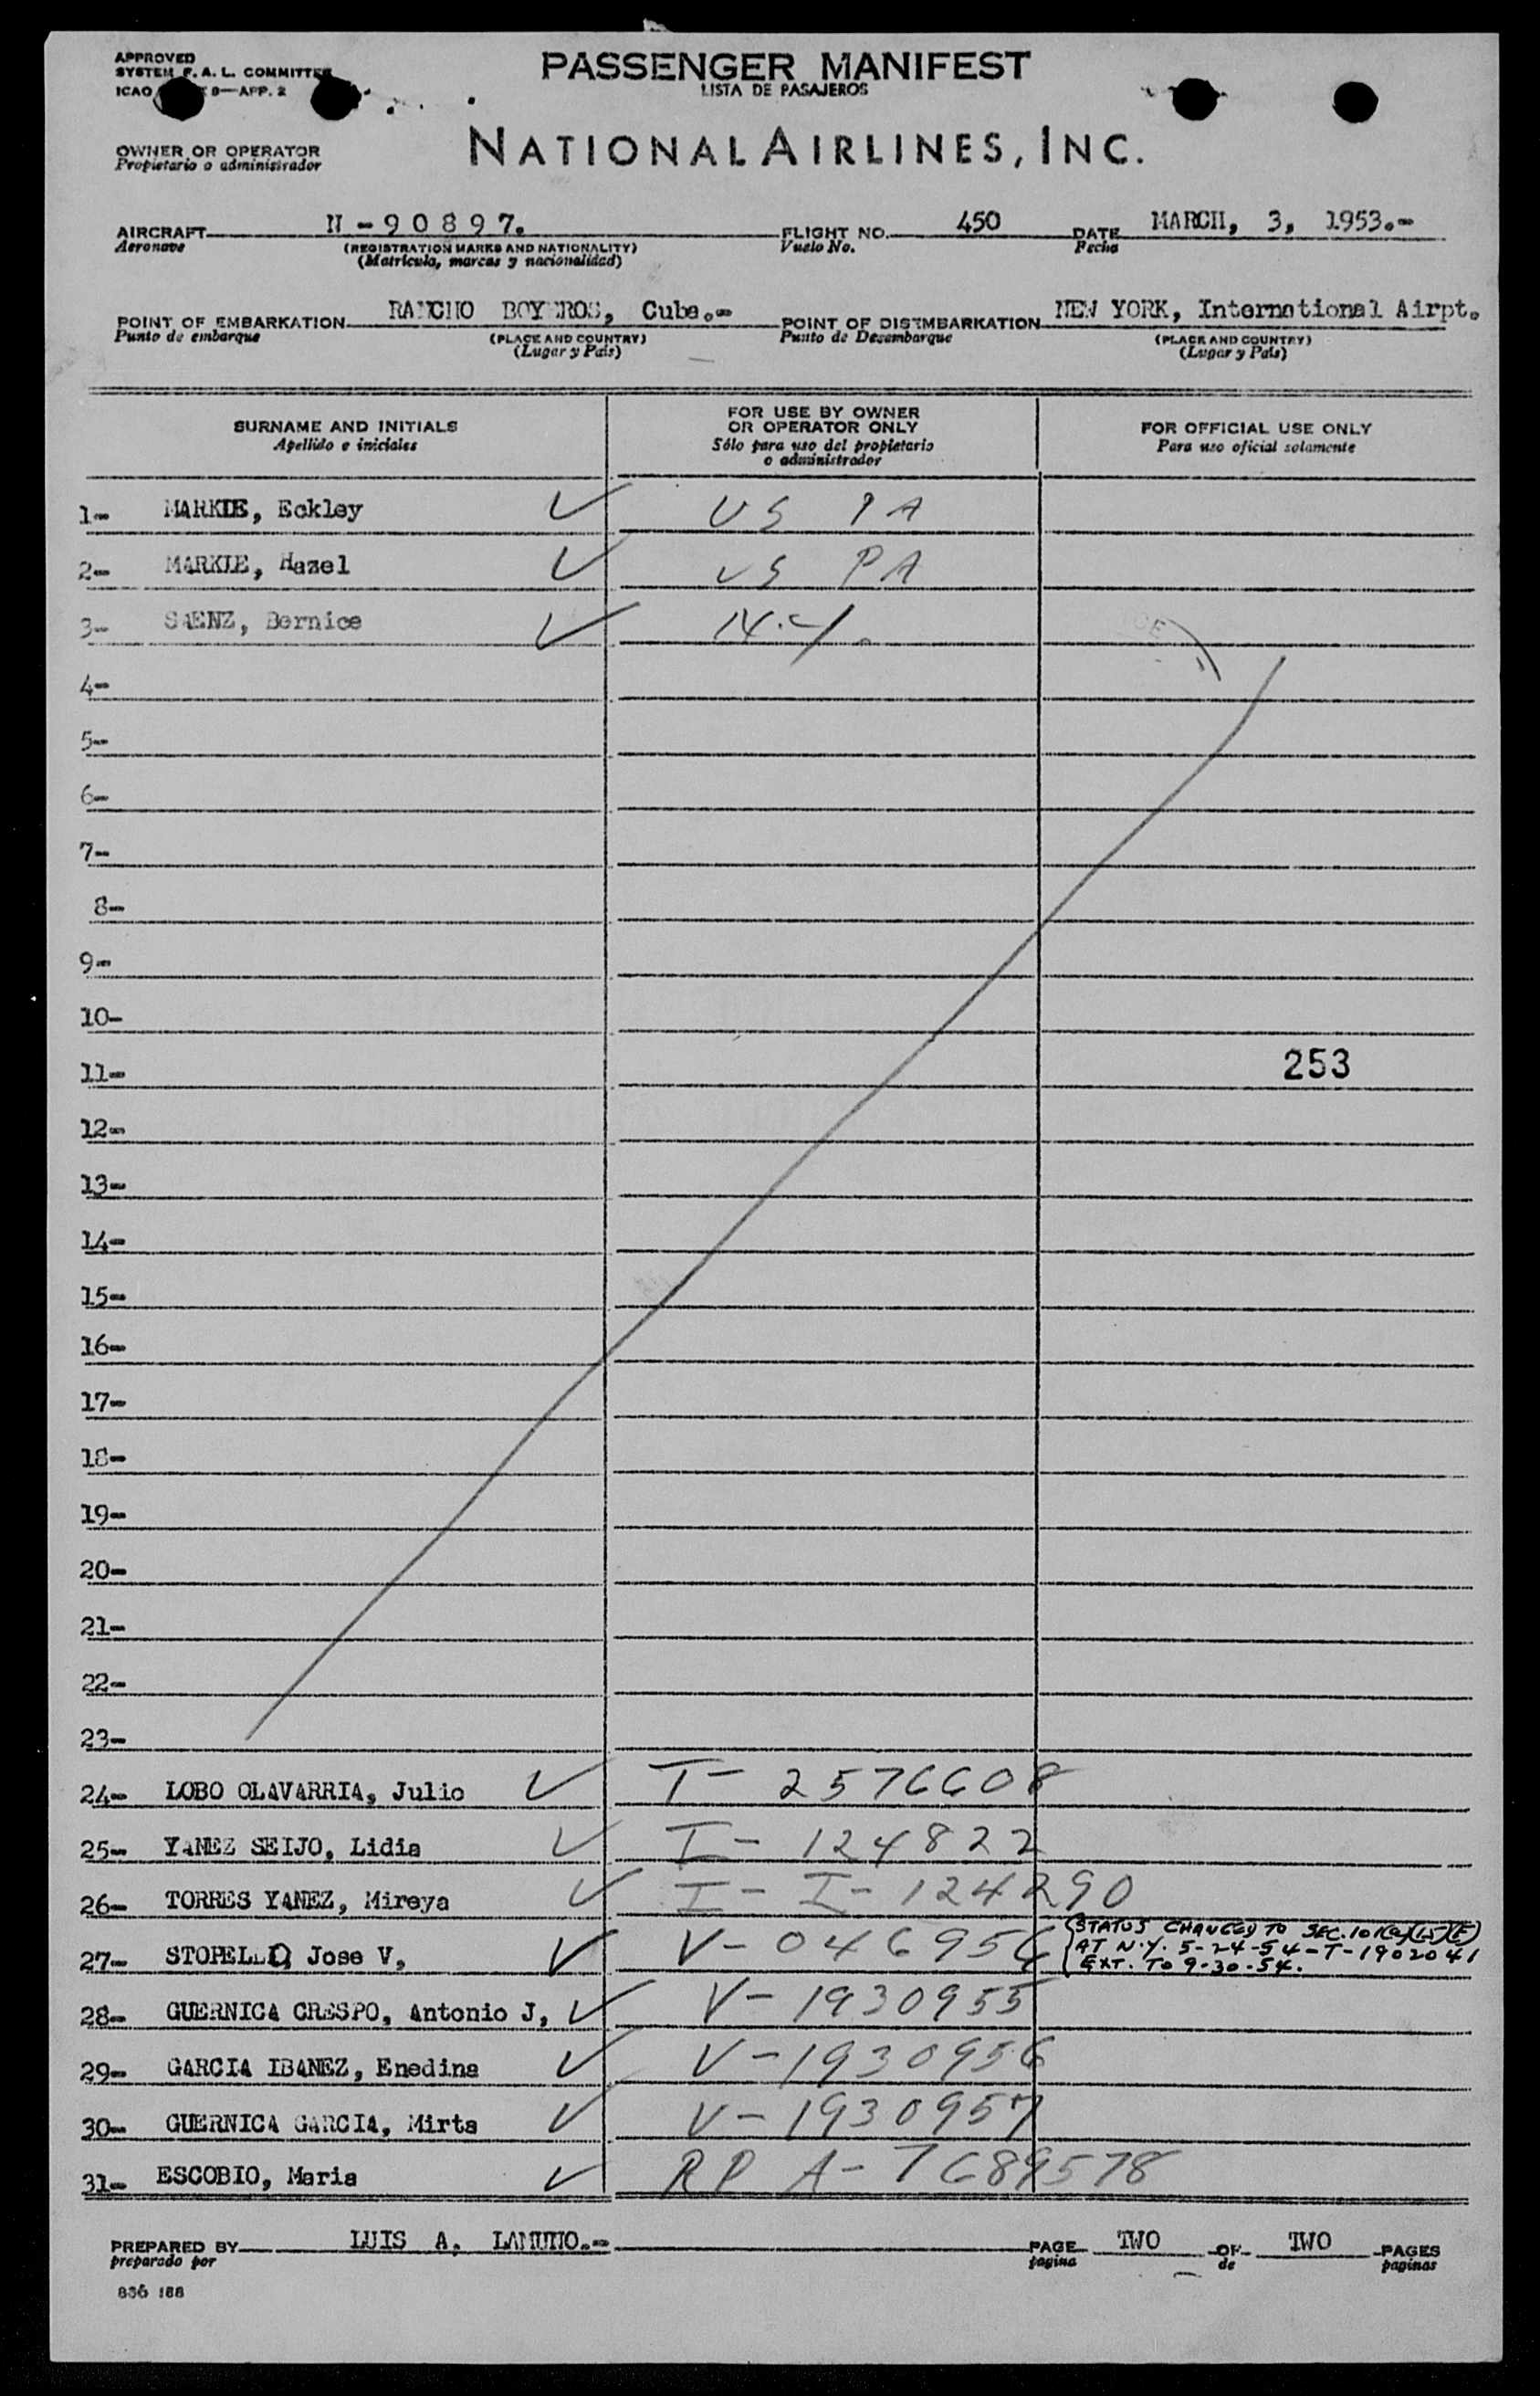 APPROVED
SYSTEM F. A. L. COMMITTEE
ICAO 9—APP. 2
PASSENGER MANIFEST
LISTA DE PASAJEROS
OWNER OR OPERATOR
Propietario o administrador
NATIONAL AIRLINES, INC.
AIRCRAFT N-90897. FLIGHT NO. 450 DATE MARCH, 3, 1953.-
Aeronave (REGISTRATION MARKS AND NATIONALITY) Vuelo No. Fecha
(Matrícula, marcas y nacionalidad)
POINT OF EMBARKATION RANCHO BOYEROS, Cuba.- POINT OF DISEMBARKATION NEW YORK, International Airpt.
Punto de embarque (PLACE AND COUNTRY) Punto de Desembarque (PLACE AND COUNTRY)
(Lugar y País) (Lugar y País)
SURNAME AND INITIALS
Apellido e iniciales
FOR USE BY OWNER
OR OPERATOR ONLY
Sólo para uso del propietario
o administrador
FOR OFFICIAL USE ONLY
Para uso oficial solamente
1- MARKLE, Eckley ✓ US PA
2- MARKLE, Hazel ✓ US PA
3- SAENZ, Bernice ✓
4-
5-
6-
7-
8-
9-
10-
11- 253
12-
13-
14-
15-
16-
17-
18-
19-
20-
21-
22-
23-
24- LOBO OLAVARRIA, Julio ✓ T- 2576608
25- YANEZ SEIJO, Lidia ✓ I- 124822
26- TORRES YANEZ, Mireya ✓ I- I-124290
27- STOPELLO, Jose V, ✓ V-046956 STATUS CHANGED TO SEC. 101(a)(15)(F)
AT N.Y. 5-24-54-T-1902041
EXT. TO 9-30-54.
28- GUERNICA CRESPO, Antonio J, ✓ V-1930955
29- GARCIA IBANEZ, Enedina ✓ V-1930956
30- GUERNICA GARCIA, Mirta ✓ V-1930957
31- ESCOBIO, Maria ✓ RP A-7689578
PREPARED BY LUIS A. PAGE TWO OF TWO PAGES
preparado por pagina de paginas
836 188